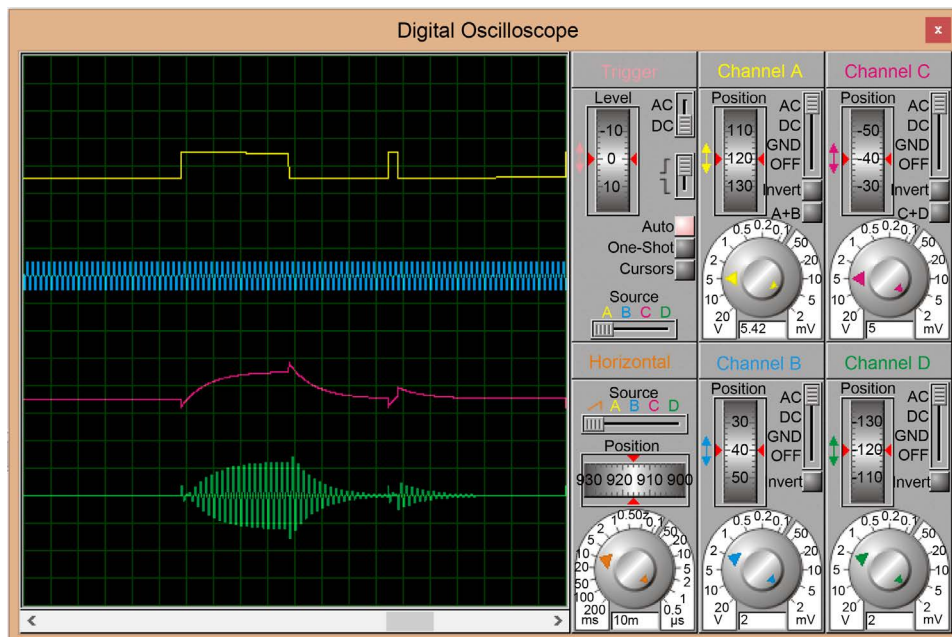 Digital Oscilloscope
x
Trigger
Level
AC
DC
-10
0
10
Auto
One-Shot
Cursors
Source
A B C D
Channel A
Position
AC
DC
GND
OFF
110
120
130
Invert
A+B
20 10 5 2 1 0.5 0.2 0.1 50 20 10 5 2
V
5.42
mV
Channel C
Position
AC
DC
GND
OFF
-50
-40
-30
Invert
C+D
20 10 5 2 1 0.5 0.2 0.1 50 20 10 5 2
V
5
mV
Horizontal
Source
A B C D
Position
930 920 910 900
200 100 50 20 10 5 2 1 0.5
ms
10m
µs
Channel B
Position
AC
DC
GND
OFF
30
40
50
nvert
20 10 5 2 1 0.5 0.2 0.1 50 20 10 5 2
V
2
mV
Channel D
Position
AC
DC
GND
OFF
-130
-120
-110
Invert
20 10 5 2 1 0.5 0.2 0.1 50 20 10 5 2
V
2
mV